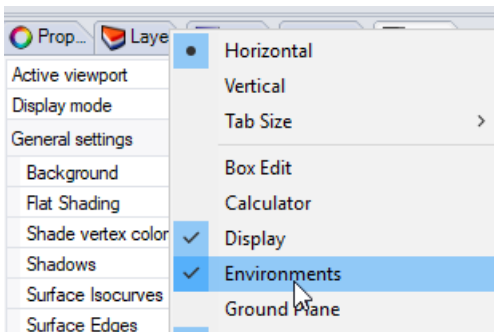 Prop... Laye
Active viewport
Display mode
General settings
Background
Flat Shading
Shade vertex color
Shadows
Surface Isocurves
Surface Edges
Horizontal
Vertical
Tab Size
Box Edit
Calculator
Display
Environments
Ground Plane